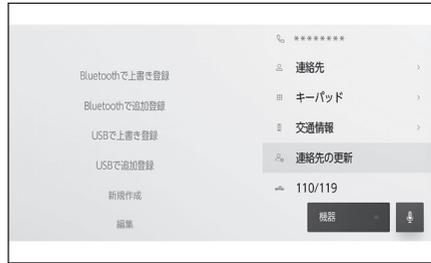 Bluetoothで上書き登録
Bluetoothで追加登録
USBで上書き登録
USBで追加登録
新規作成
編集
********
連絡先
キーパッド
交通情報
連絡先の更新
110/119
機器